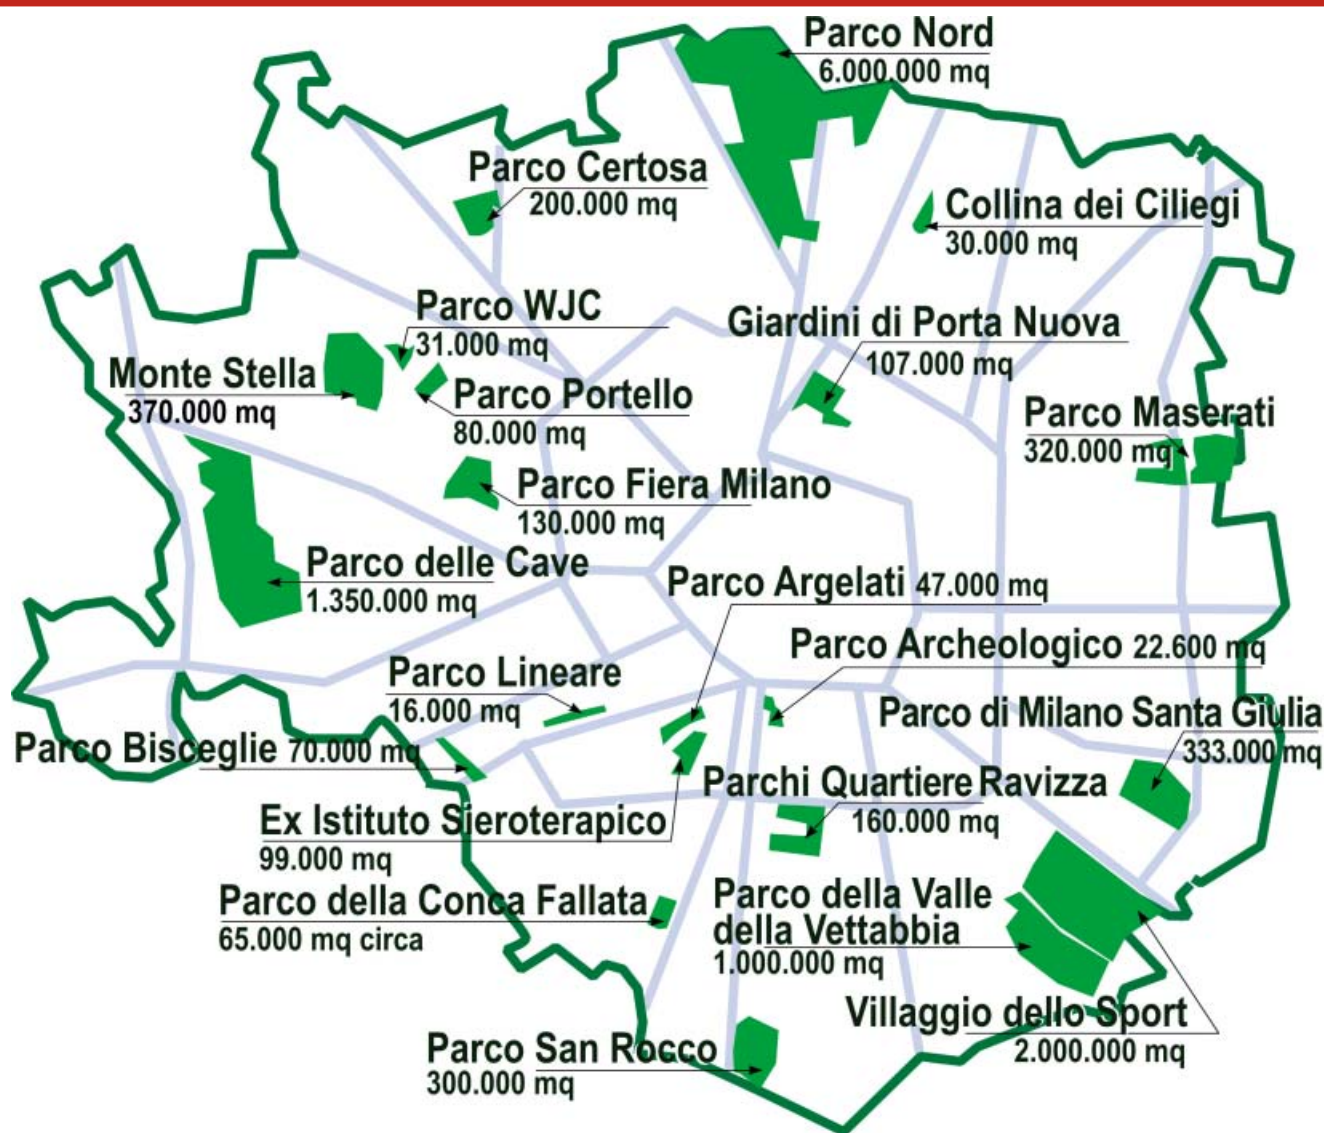 Parco Nord
6.000.000 mq
Parco Certosa
200.000 mq
Collina dei Ciliegi
30.000 mq
Parco WJC
31.000 mq
Giardini di Porta Nuova
107.000 mq
Monte Stella
370.000 mq
Parco Portello
80.000 mq
Parco Maserati
320.000 mq
Parco Fiera Milano
130.000 mq
Parco delle Cave
1.350.000 mq
Parco Argelati 47.000 mq
Parco Archeologico 22.600 mq
Parco Lineare
16.000 mq
Parco di Milano Santa Giulia
333.000 mq
Parco Bisceglie 70.000 mq
Parchi Quartiere Ravizza
160.000 mq
Ex Istituto Sieroterapico
99.000 mq
Parco della Conca Fallata
65.000 mq circa
Parco della Valle
della Vettabbia
1.000.000 mq
Villaggio dello Sport
2.000.000 mq
Parco San Rocco
300.000 mq